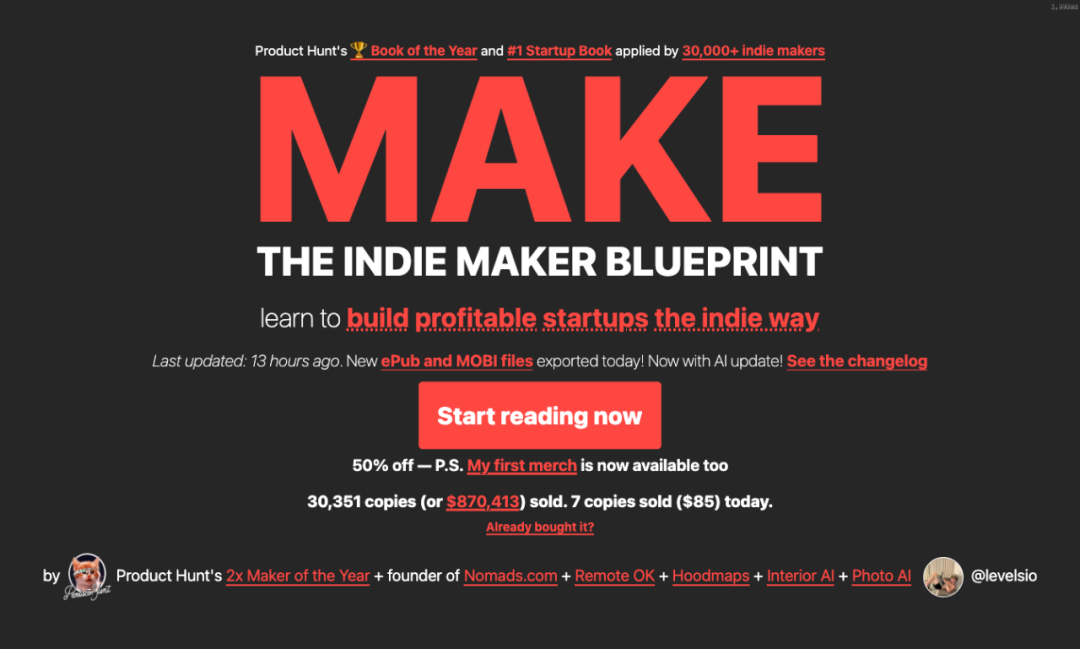 Product Hunt's 🏆 Book of the Year and #1 Startup Book applied by 30,000+ indie makers
MAKE
THE INDIE MAKER BLUEPRINT
learn to build profitable startups the indie way
Last updated: 13 hours ago. New ePub and MOBI files exported today! Now with AI update! See the changelog
Start reading now
50% off — P.S. My first merch is now available too
30,351 copies (or $870,413) sold. 7 copies sold ($85) today.
Already bought it?
by Product Hunt's 2x Maker of the Year + founder of Nomads.com + Remote OK + Hoodmaps + Interior AI + Photo AI @levelsio